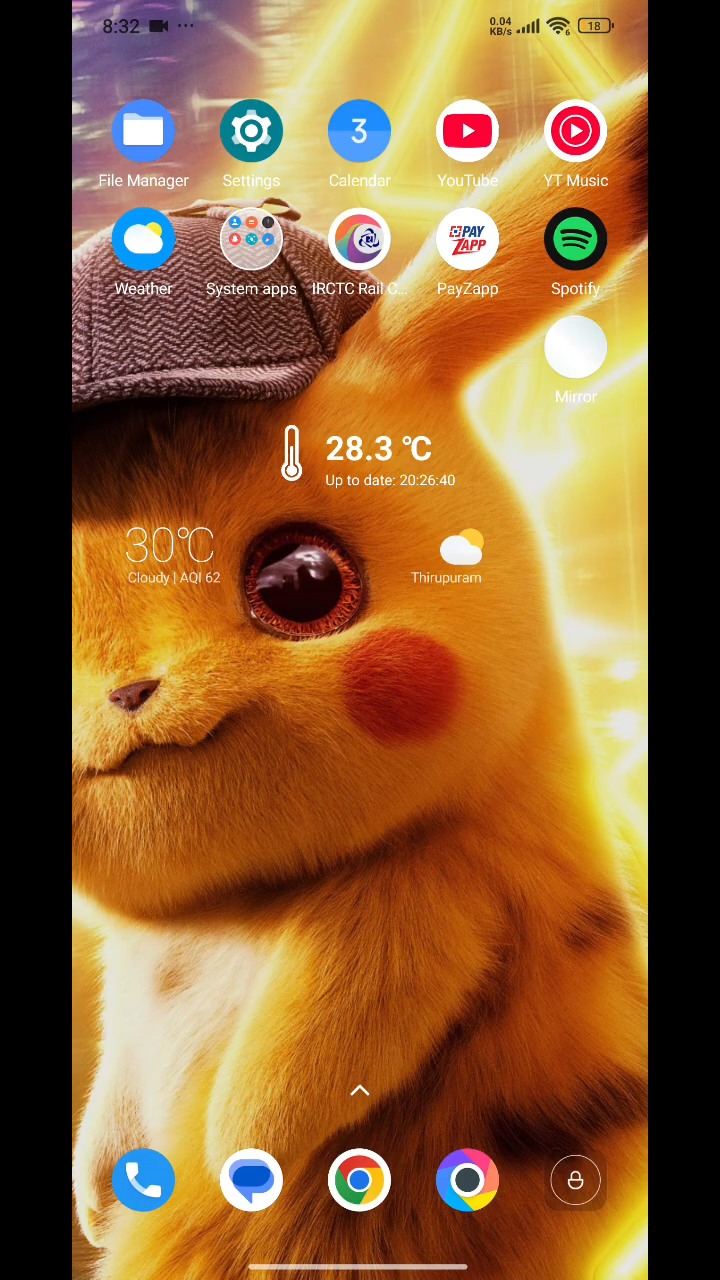 8:32 ... 0.04 KB/s 6 18
File Manager Settings Calendar YouTube YT Music
3
Weather System apps IRCTC Rail C... PayZapp Spotify
PAY ZAPP
Mirror
28.3 ℃
Up to date: 20:26:40
30℃
Cloudy | AQI 62 Thirupuram